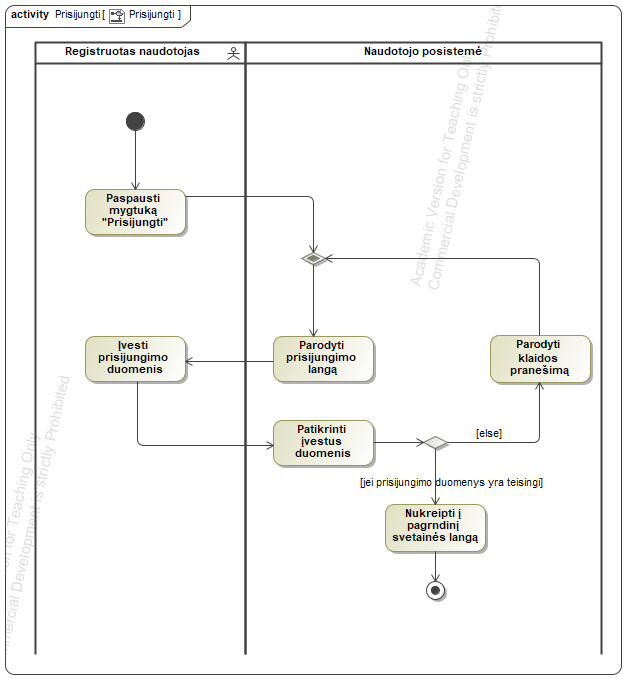 activity Prisijungti [ Prisijungti ]
Registruotas naudotojas
Naudotojo posistemė
Paspausti
mygtuką
"Prisijungti"
Įvesti
prisijungimo
duomenis
Parodyti
prisijungimo
langą
Parodyti
klaidos
pranešimą
Patikrinti
įvestus
duomenis
[else]
[jei prisijungimo duomenys yra teisingi]
Nukreipti į
pagrndinį
svetainės langą
Academic Version for Teaching Only
Commercial Development is strictly Prohibited
for Teaching Only
Development is strictly Prohibited